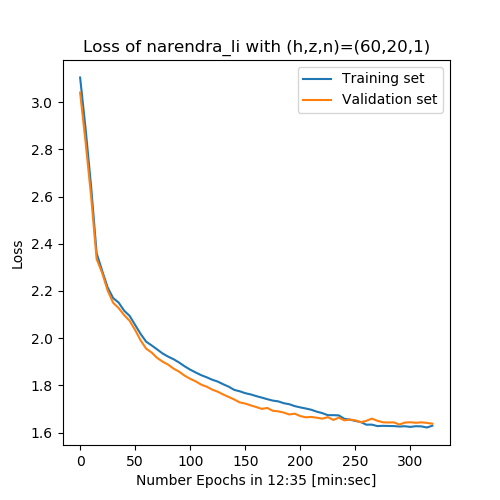 Loss of narendra_li with (h,z,n)=(60,20,1)
Training set
Validation set
3.0
2.8
2.6
2.4
2.2
2.0
1.8
1.6
Loss
0 50 100 150 200 250 300
Number Epochs in 12:35 [min:sec]